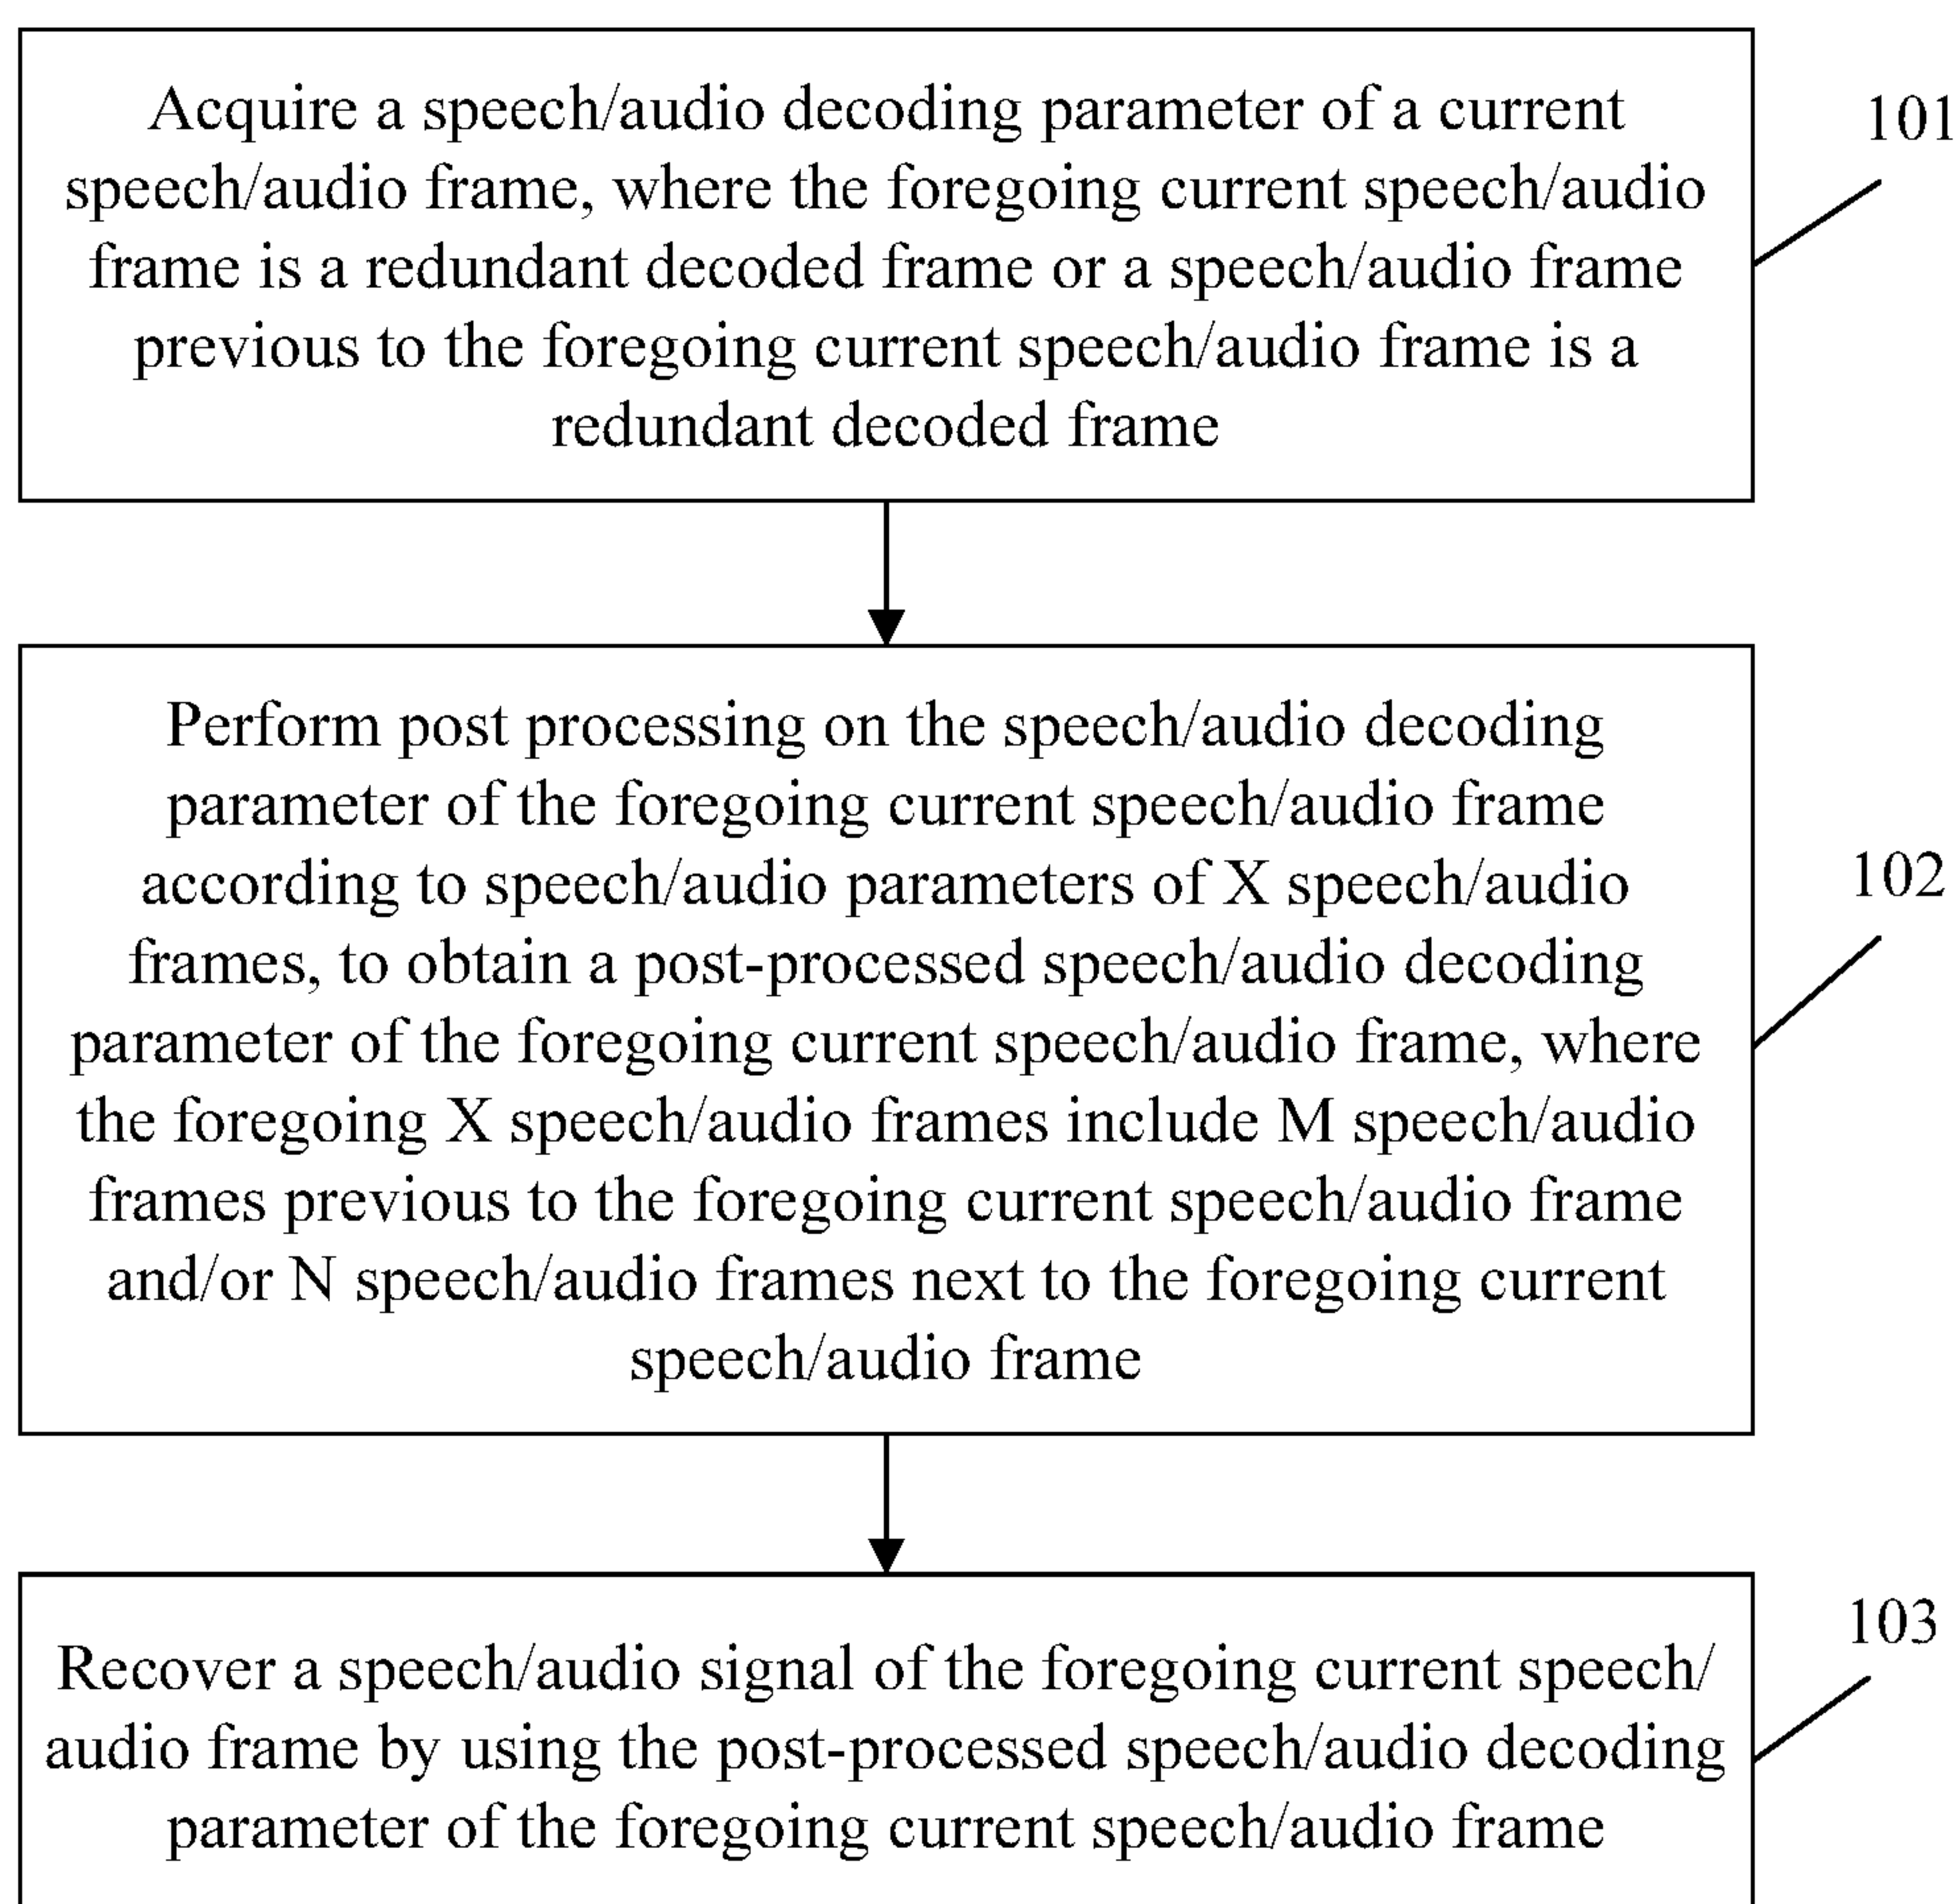 Acquire a speech/audio decoding parameter of a current
speech/audio frame, where the foregoing current speech/audio
frame is a redundant decoded frame or a speech/audio frame
previous to the foregoing current speech/audio frame is a
redundant decoded frame
101
Perform post processing on the speech/audio decoding
parameter of the foregoing current speech/audio frame
according to speech/audio parameters of X speech/audio
frames, to obtain a post-processed speech/audio decoding
parameter of the foregoing current speech/audio frame, where
the foregoing X speech/audio frames include M speech/audio
frames previous to the foregoing current speech/audio frame
and/or N speech/audio frames next to the foregoing current
speech/audio frame
102
Recover a speech/audio signal of the foregoing current speech/
audio frame by using the post-processed speech/audio decoding
parameter of the foregoing current speech/audio frame
103